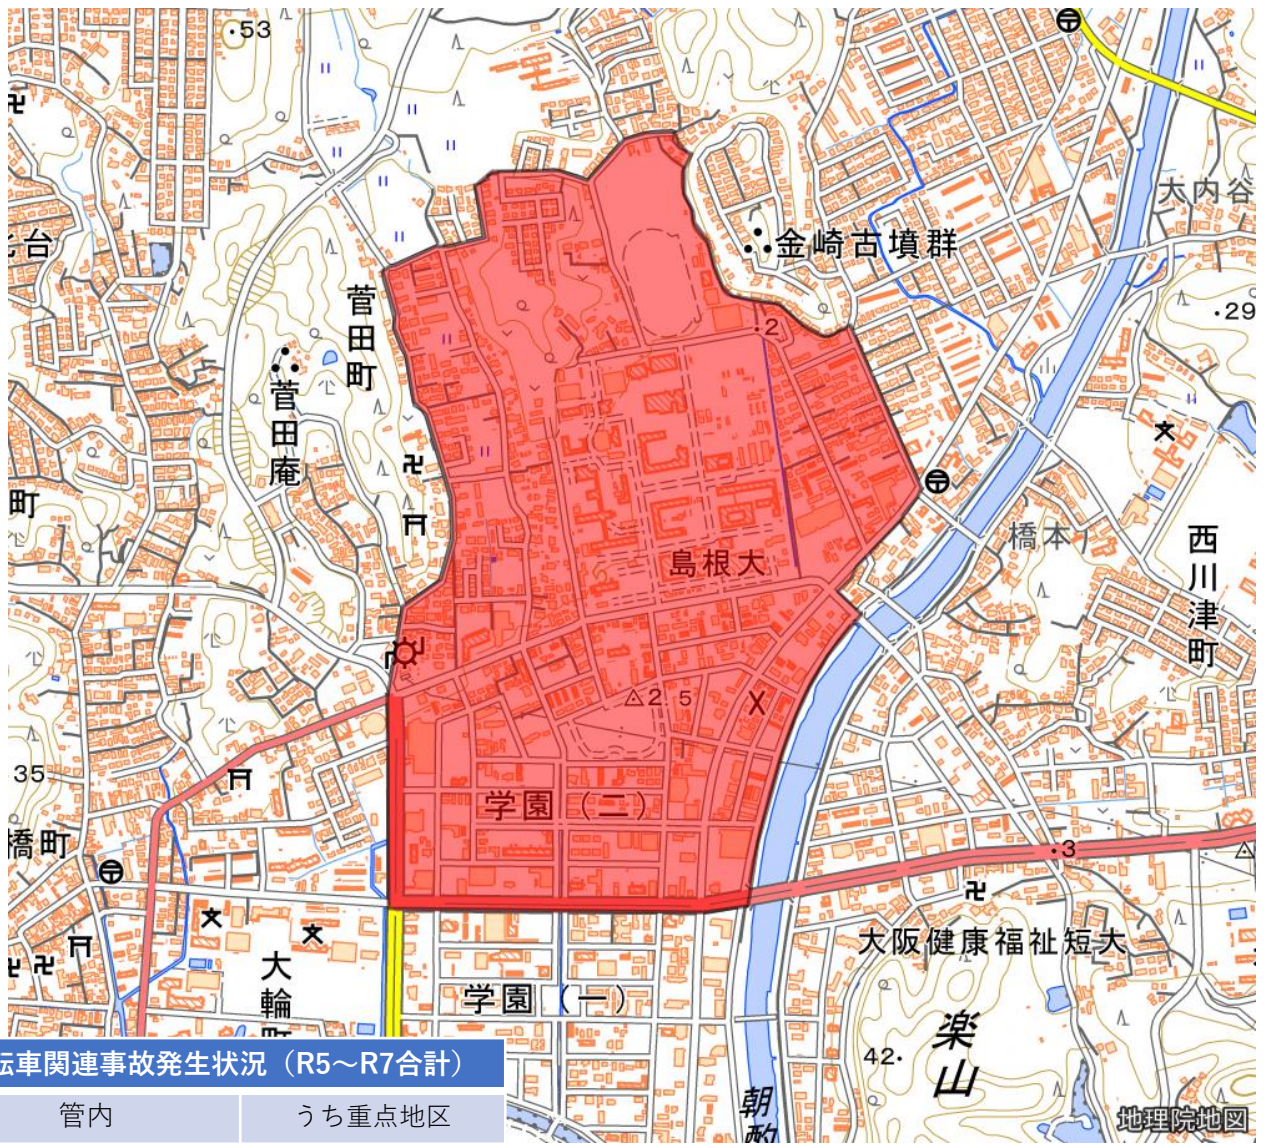 53
大内谷
金崎古墳群
台
菅田町
29
2
菅田庵
町
橋本
西川津町
島根大
2.5
35
学園(二)
橋町
3
大阪健康福祉短大
大輪町
学園(一)
楽山
42
朝酌
転車関連事故発生状況(R5～R7合計)
管内 うち重点地区
地理院地図